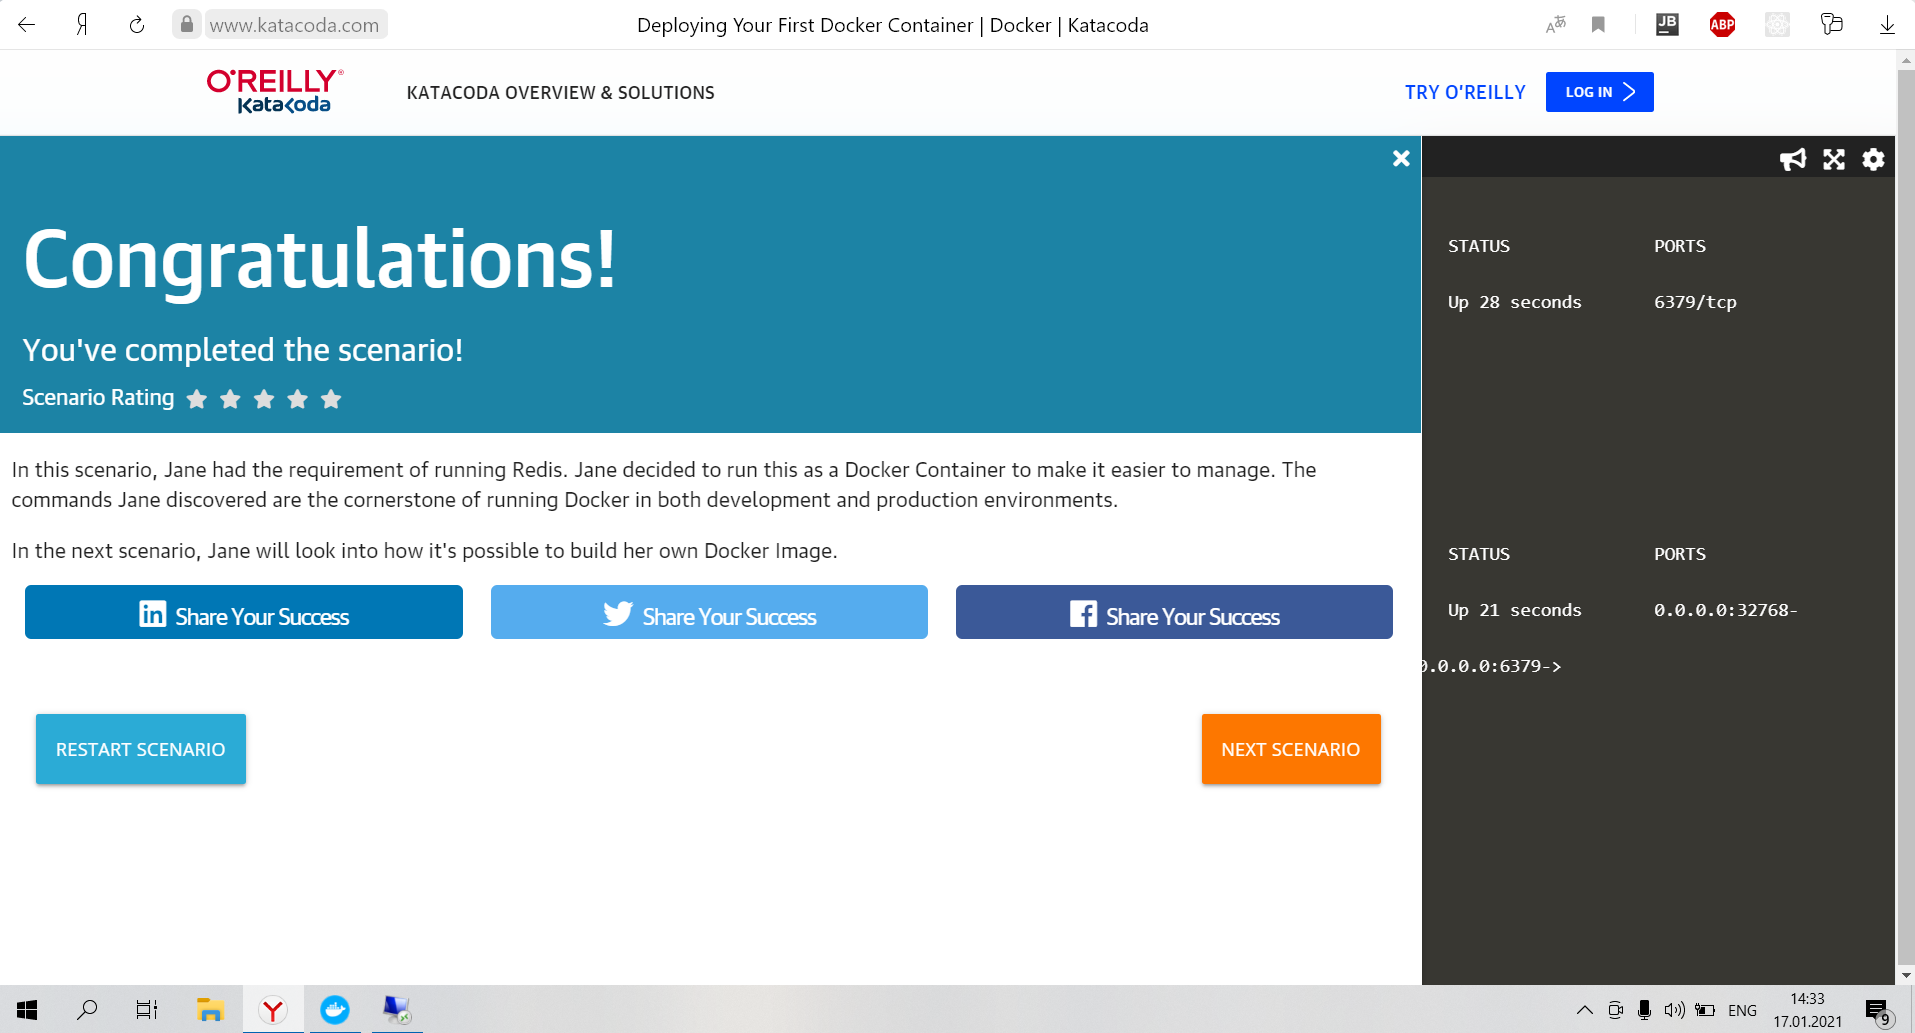 Я
www.katacoda.com
Deploying Your First Docker Container | Docker | Katacoda
JB
ABP
O'REILLY®
Katacoda
KATACODA OVERVIEW & SOLUTIONS
TRY O'REILLY
LOG IN
Congratulations!
You've completed the scenario!
Scenario Rating
In this scenario, Jane had the requirement of running Redis. Jane decided to run this as a Docker Container to make it easier to manage. The
commands Jane discovered are the cornerstone of running Docker in both development and production environments.
In the next scenario, Jane will look into how it's possible to build her own Docker Image.
in Share Your Success
Share Your Success
f Share Your Success
RESTART SCENARIO
NEXT SCENARIO
STATUS PORTS
Up 28 seconds 6379/tcp
STATUS PORTS
Up 21 seconds 0.0.0.0:32768-
0.0.0.0:6379->
Y
ENG
14:33
17.01.2021
9